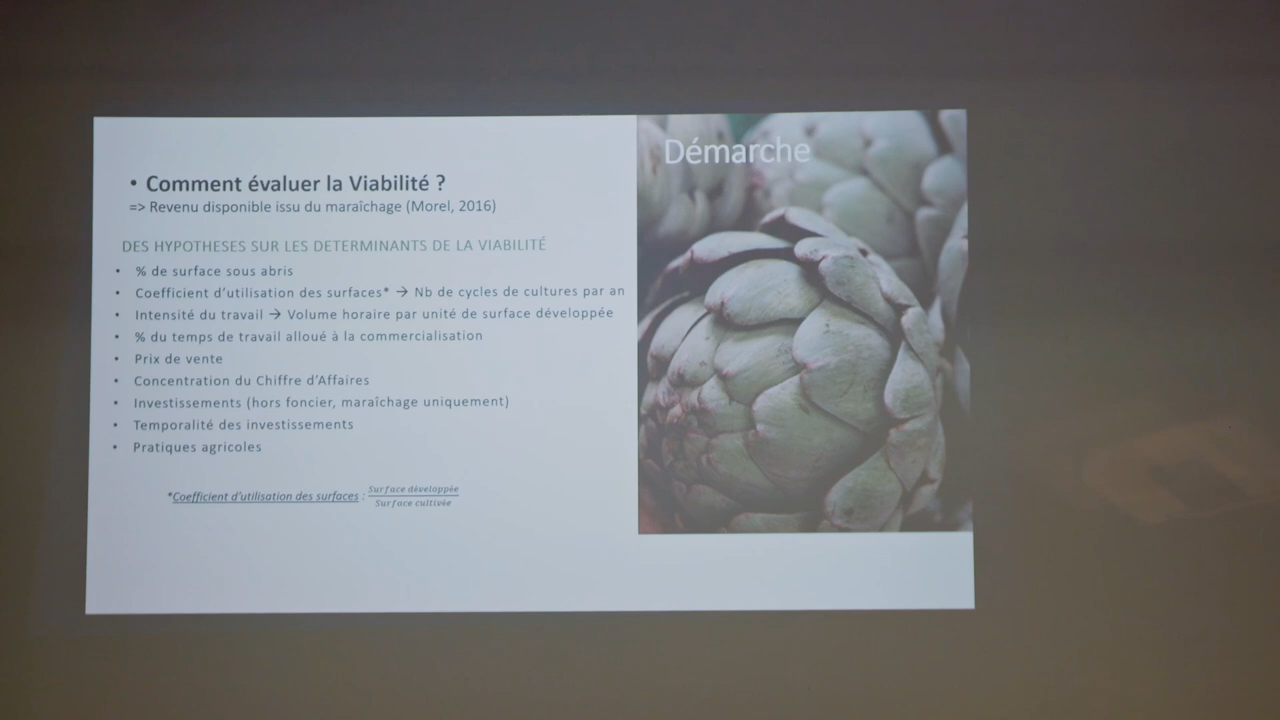 Démarche
• Comment évaluer la Viabilité ?
=> Revenu disponible issu du maraîchage (Morel, 2016)
DES HYPOTHESES SUR LES DETERMINANTS DE LA VIABILITÉ
• % de surface sous abris
• Coefficient d'utilisation des surfaces* → Nb de cycles de cultures par an
• Intensité du travail → Volume horaire par unité de surface développée
• % du temps de travail alloué à la commercialisation
• Prix de vente
• Concentration du Chiffre d'Affaires
• Investissements (hors foncier, maraîchage uniquement)
• Temporalité des investissements
• Pratiques agricoles
*Coefficient d'utilisation des surfaces : Surface développée
Surface cultivée